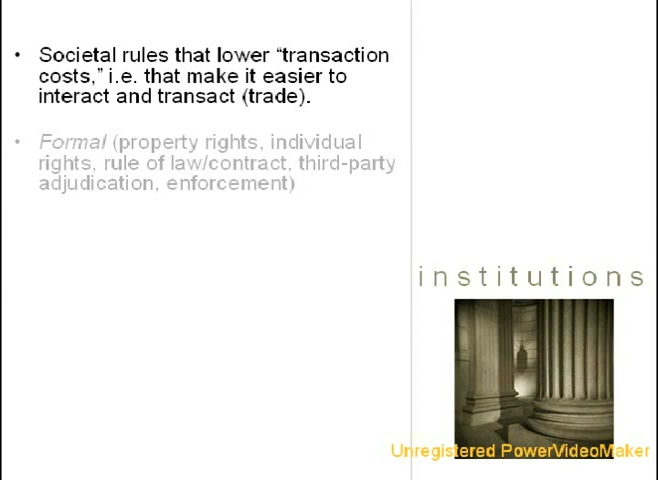 • Societal rules that lower “transaction
costs,” i.e. that make it easier to
interact and transact (trade).
• Formal (property rights, individual
rights, rule of law/contract, third-party
adjudication, enforcement)
institutions
Unregistered PowerVideoMaker